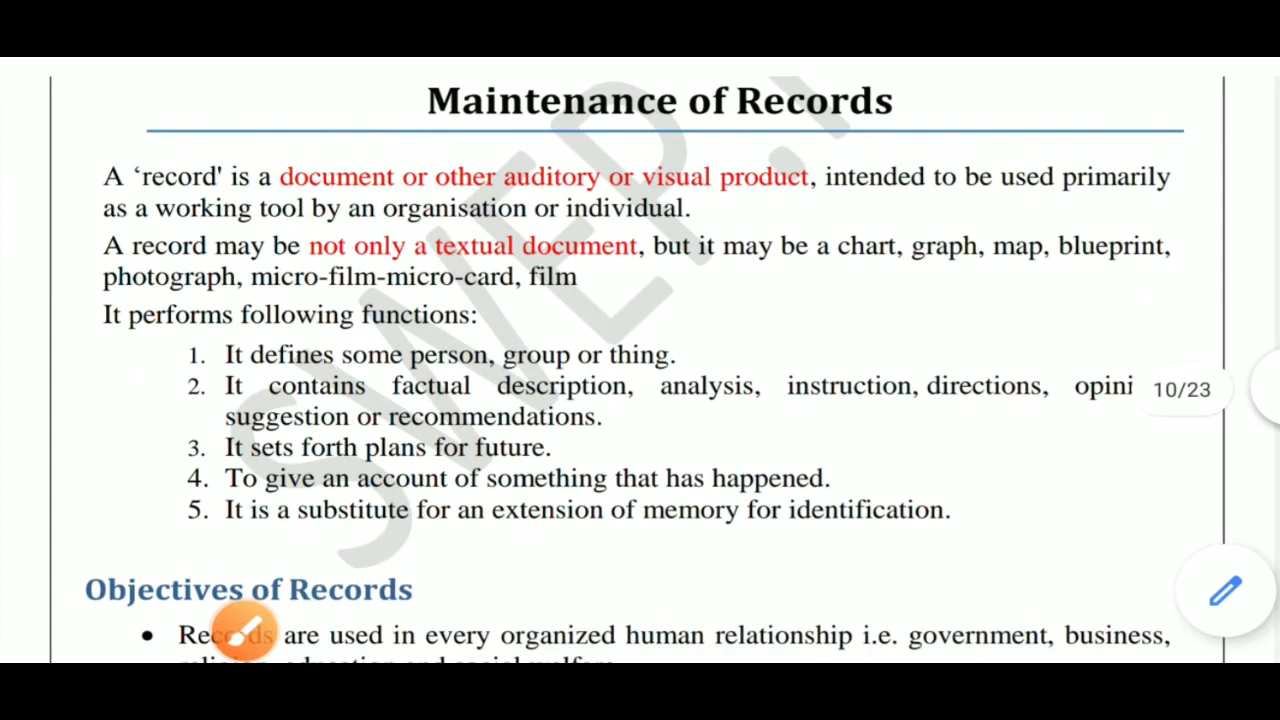 Maintenance of Records
A ‘record' is a document or other auditory or visual product, intended to be used primarily
as a working tool by an organisation or individual.
A record may be not only a textual document, but it may be a chart, graph, map, blueprint,
photograph, micro-film-micro-card, film
It performs following functions:
1. It defines some person, group or thing.
2. It contains factual description, analysis, instruction, directions, opini
suggestion or recommendations.
10/23
3. It sets forth plans for future.
4. To give an account of something that has happened.
5. It is a substitute for an extension of memory for identification.
Objectives of Records
• Records are used in every organized human relationship i.e. government, business,